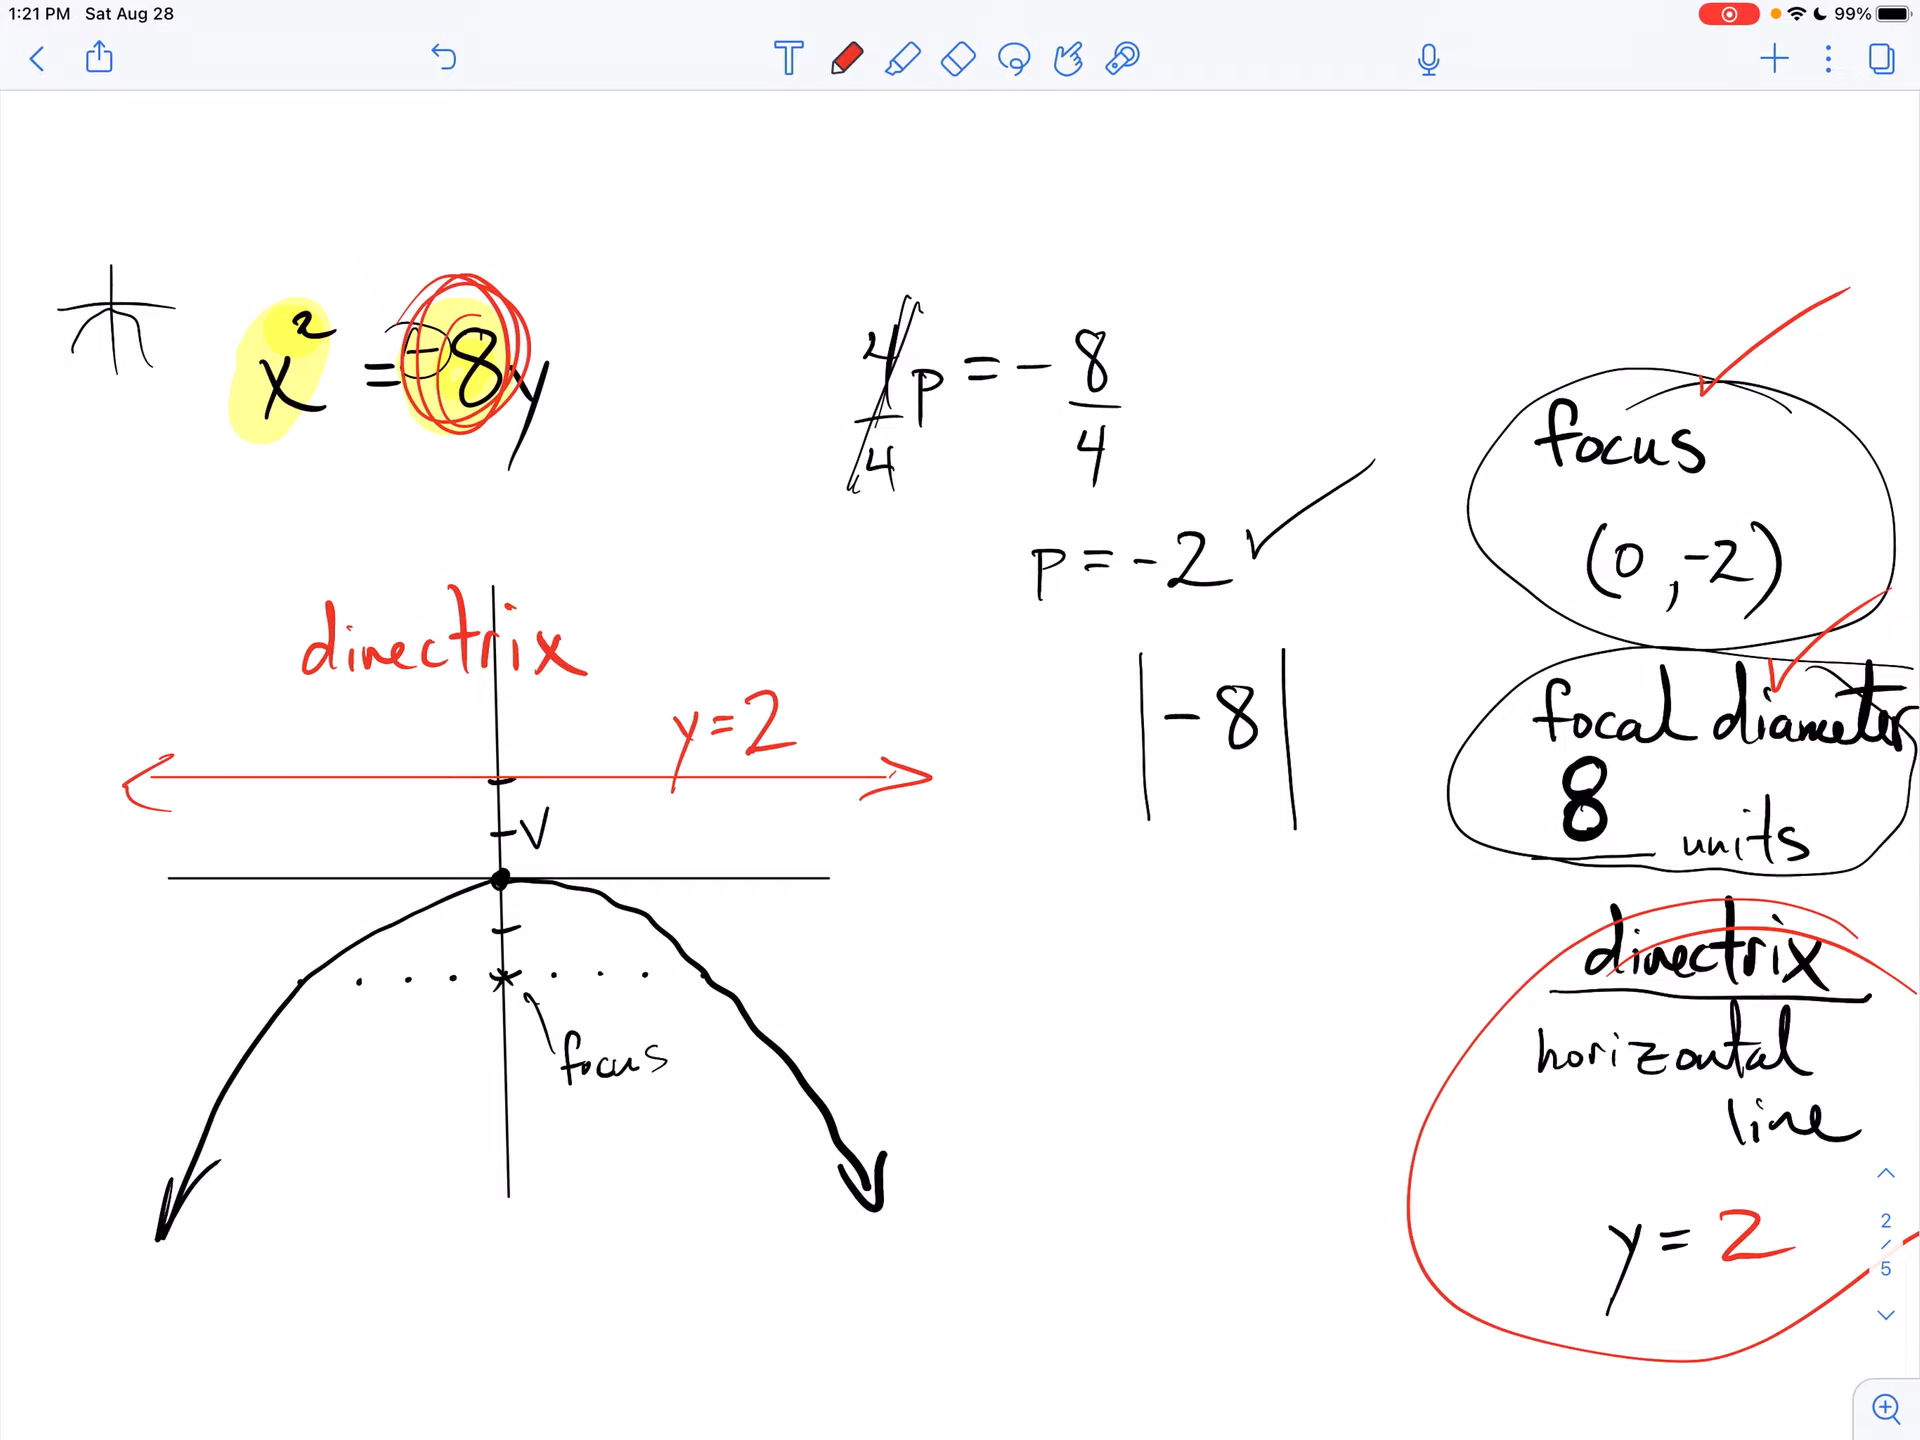 1:21 PM Sat Aug 28
99%
x² = -8y
4p = -8
4 4
p = -2
focus
(0, -2)
directrix
y = 2
|-8|
focal diameter
8 units
V
focus
directrix
horizontal
line
y = 2
2
/
5